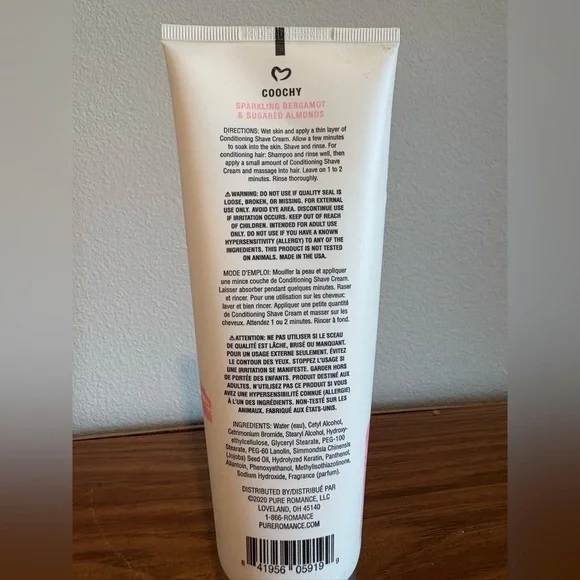 COOCHY
SPARKLING BERGAMOT
& SUGARED ALMONDS
DIRECTIONS: Wet skin and apply a thin layer of
Conditioning Shave Cream. Allow a few minutes
to soak into the skin. Shave and rinse. For
conditioning hair: Shampoo and rinse well, then
apply a small amount of Conditioning Shave
Cream and massage into hair. Leave on 1 to 2
minutes. Rinse thoroughly.
⚠WARNING: DO NOT USE IF QUALITY SEAL IS
LOOSE, BROKEN, OR MISSING. FOR EXTERNAL
USE ONLY. AVOID EYE AREA. DISCONTINUE USE
IF IRRITATION OCCURS. KEEP OUT OF REACH
OF CHILDREN. INTENDED FOR ADULT USE
ONLY. DO NOT USE IF YOU HAVE A KNOWN
HYPERSENSITIVITY (ALLERGY) TO ANY OF THE
INGREDIENTS. THIS PRODUCT IS NOT TESTED
ON ANIMALS. MADE IN THE USA.
MODE D'EMPLOI: Mouiller la peau et appliquer
une mince couche de Conditioning Shave Cream.
Laisser absorber pendant quelques minutes. Raser
et rincer. Pour une utilisation sur les cheveux:
laver et bien rincer. Appliquer une petite quantité
de Conditioning Shave Cream et masser sur les
cheveux. Attendez 1 ou 2 minutes. Rincer à fond.
⚠ATTENTION: NE PAS UTILISER SI LE SCEAU
DE QUALITÉ EST LÂCHE, BRISÉ OU MANQUANT.
POUR UN USAGE EXTERNE SEULEMENT. ÉVITEZ
LE CONTOUR DES YEUX. STOPPEZ L'USAGE SI
UNE IRRITATION SE MANIFESTE. GARDER HORS
DE PORTÉE DES ENFANTS. PRODUIT DESTINÉ AUX
ADULTES. N'UTILISEZ PAS CE PRODUIT SI VOUS
AVEZ UNE HYPERSENSIBILITÉ CONNUE (ALLERGIE)
À L'UN DES INGRÉDIENTS. NON-TESTÉ SUR LES
ANIMAUX. FABRIQUÉ AUX ÉTATS-UNIS.
INGREDIENTS: Water (eau), Cetyl Alcohol,
Cetrimonium Bromide, Stearyl Alcohol, Hydroxy-
ethylcellulose, Glyceryl Stearate, PEG-100
Stearate, PEG-60 Lanolin, Simmondsia Chinensis
(Jojoba) Seed Oil, Hydrolyzed Keratin, Panthenol,
Allantoin, Phenoxyethanol, Methylisothiazolinone,
Sodium Hydroxide, Fragrance (parfum).
DISTRIBUTED BY/DISTRIBUÉ PAR
©2020 PURE ROMANCE, LLC
LOVELAND, OH 45140
1-866-ROMANCE
PUREROMANCE.COM
8 41956 05919 9